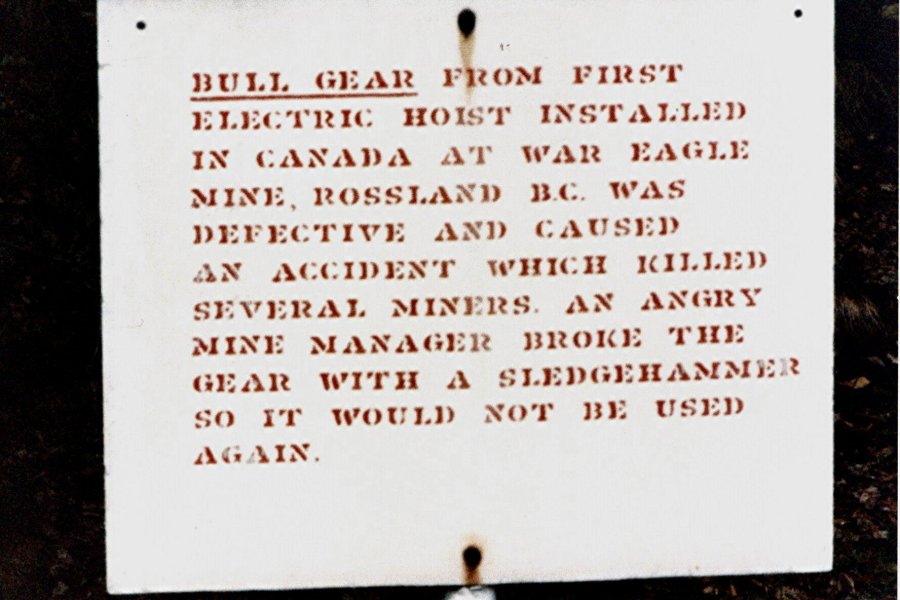 BULL GEAR FROM FIRST
ELECTRIC HOIST INSTALLED
IN CANADA AT WAR EAGLE
MINE, ROSSLAND B.C. WAS
DEFECTIVE AND CAUSED
AN ACCIDENT WHICH KILLED
SEVERAL MINERS. AN ANGRY
MINE MANAGER BROKE THE
GEAR WITH A SLEDGEHAMMER
SO IT WOULD NOT BE USED
AGAIN.